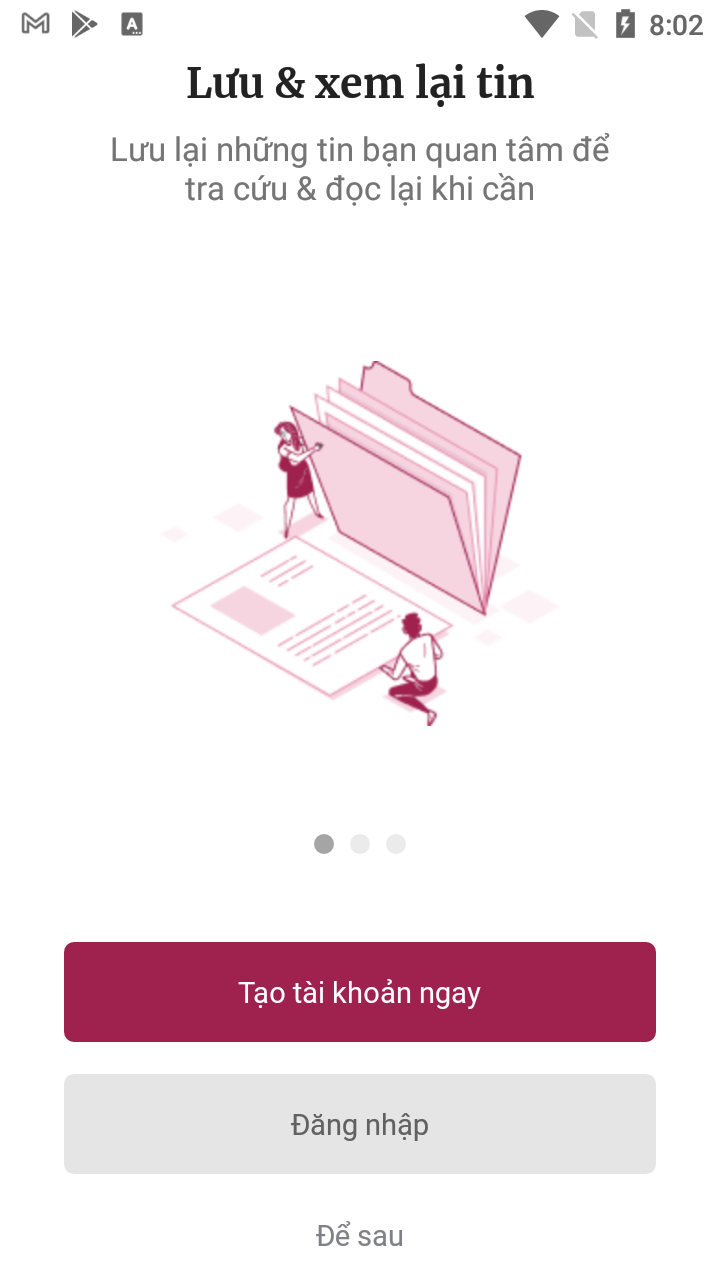 8:02
Lưu & xem lại tin
Lưu lại những tin bạn quan tâm để
tra cứu & đọc lại khi cần
Tạo tài khoản ngay
Đăng nhập
Để sau